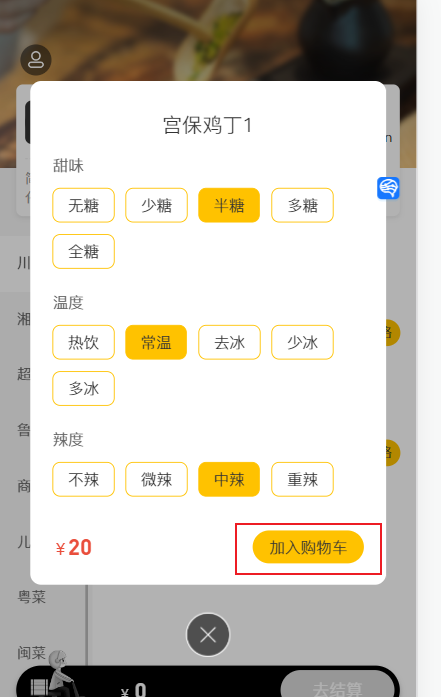 宫保鸡丁1
甜味
无糖 少糖 半糖 多糖
全糖
温度
热饮 常温 去冰 少冰
多冰
辣度
不辣 微辣 中辣 重辣
¥20 加入购物车
川
湘
超
鲁
商
儿
粤菜
闽菜
¥ 0 去结算